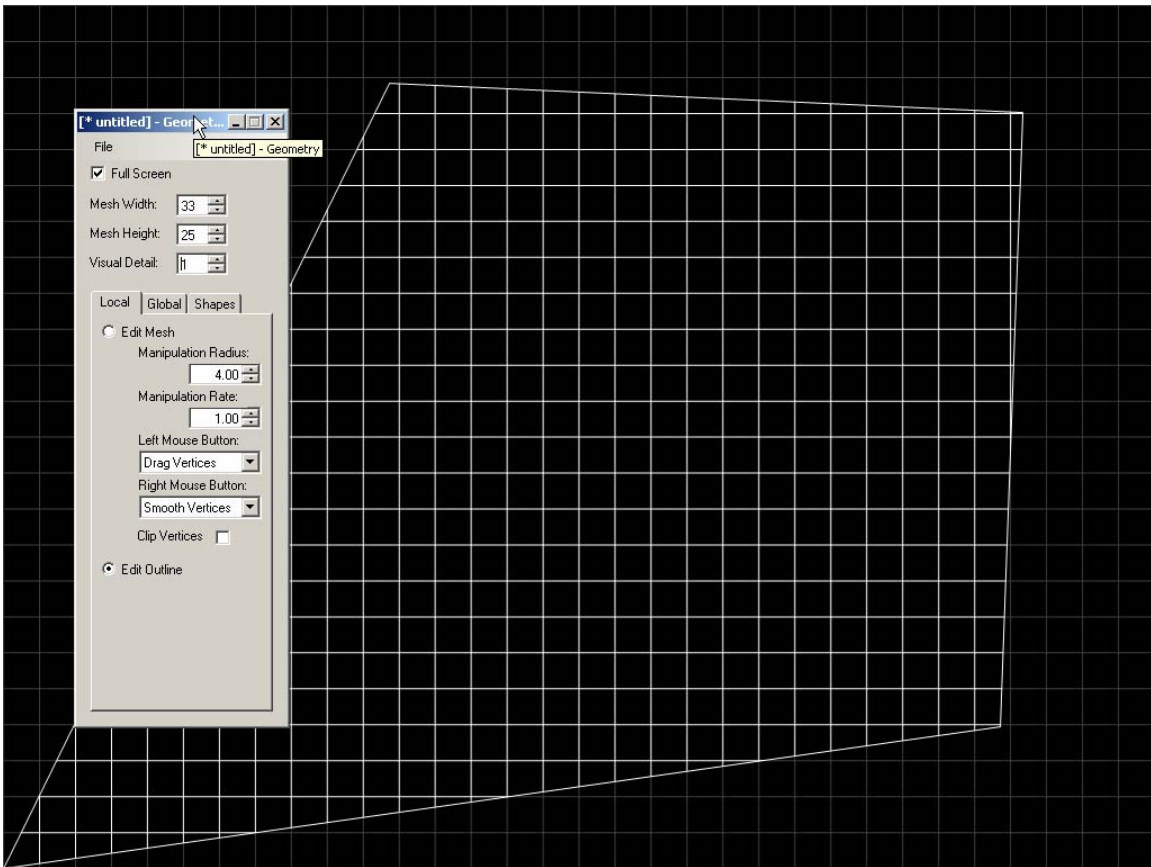 [* untitled] - Geomet...
File
[* untitled] - Geometry
Full Screen
Mesh Width: 33
Mesh Height: 25
Visual Detail: 1
Local Global Shapes
Edit Mesh
Manipulation Radius:
4.00
Manipulation Rate:
1.00
Left Mouse Button:
Drag Vertices
Right Mouse Button:
Smooth Vertices
Clip Vertices
Edit Outline